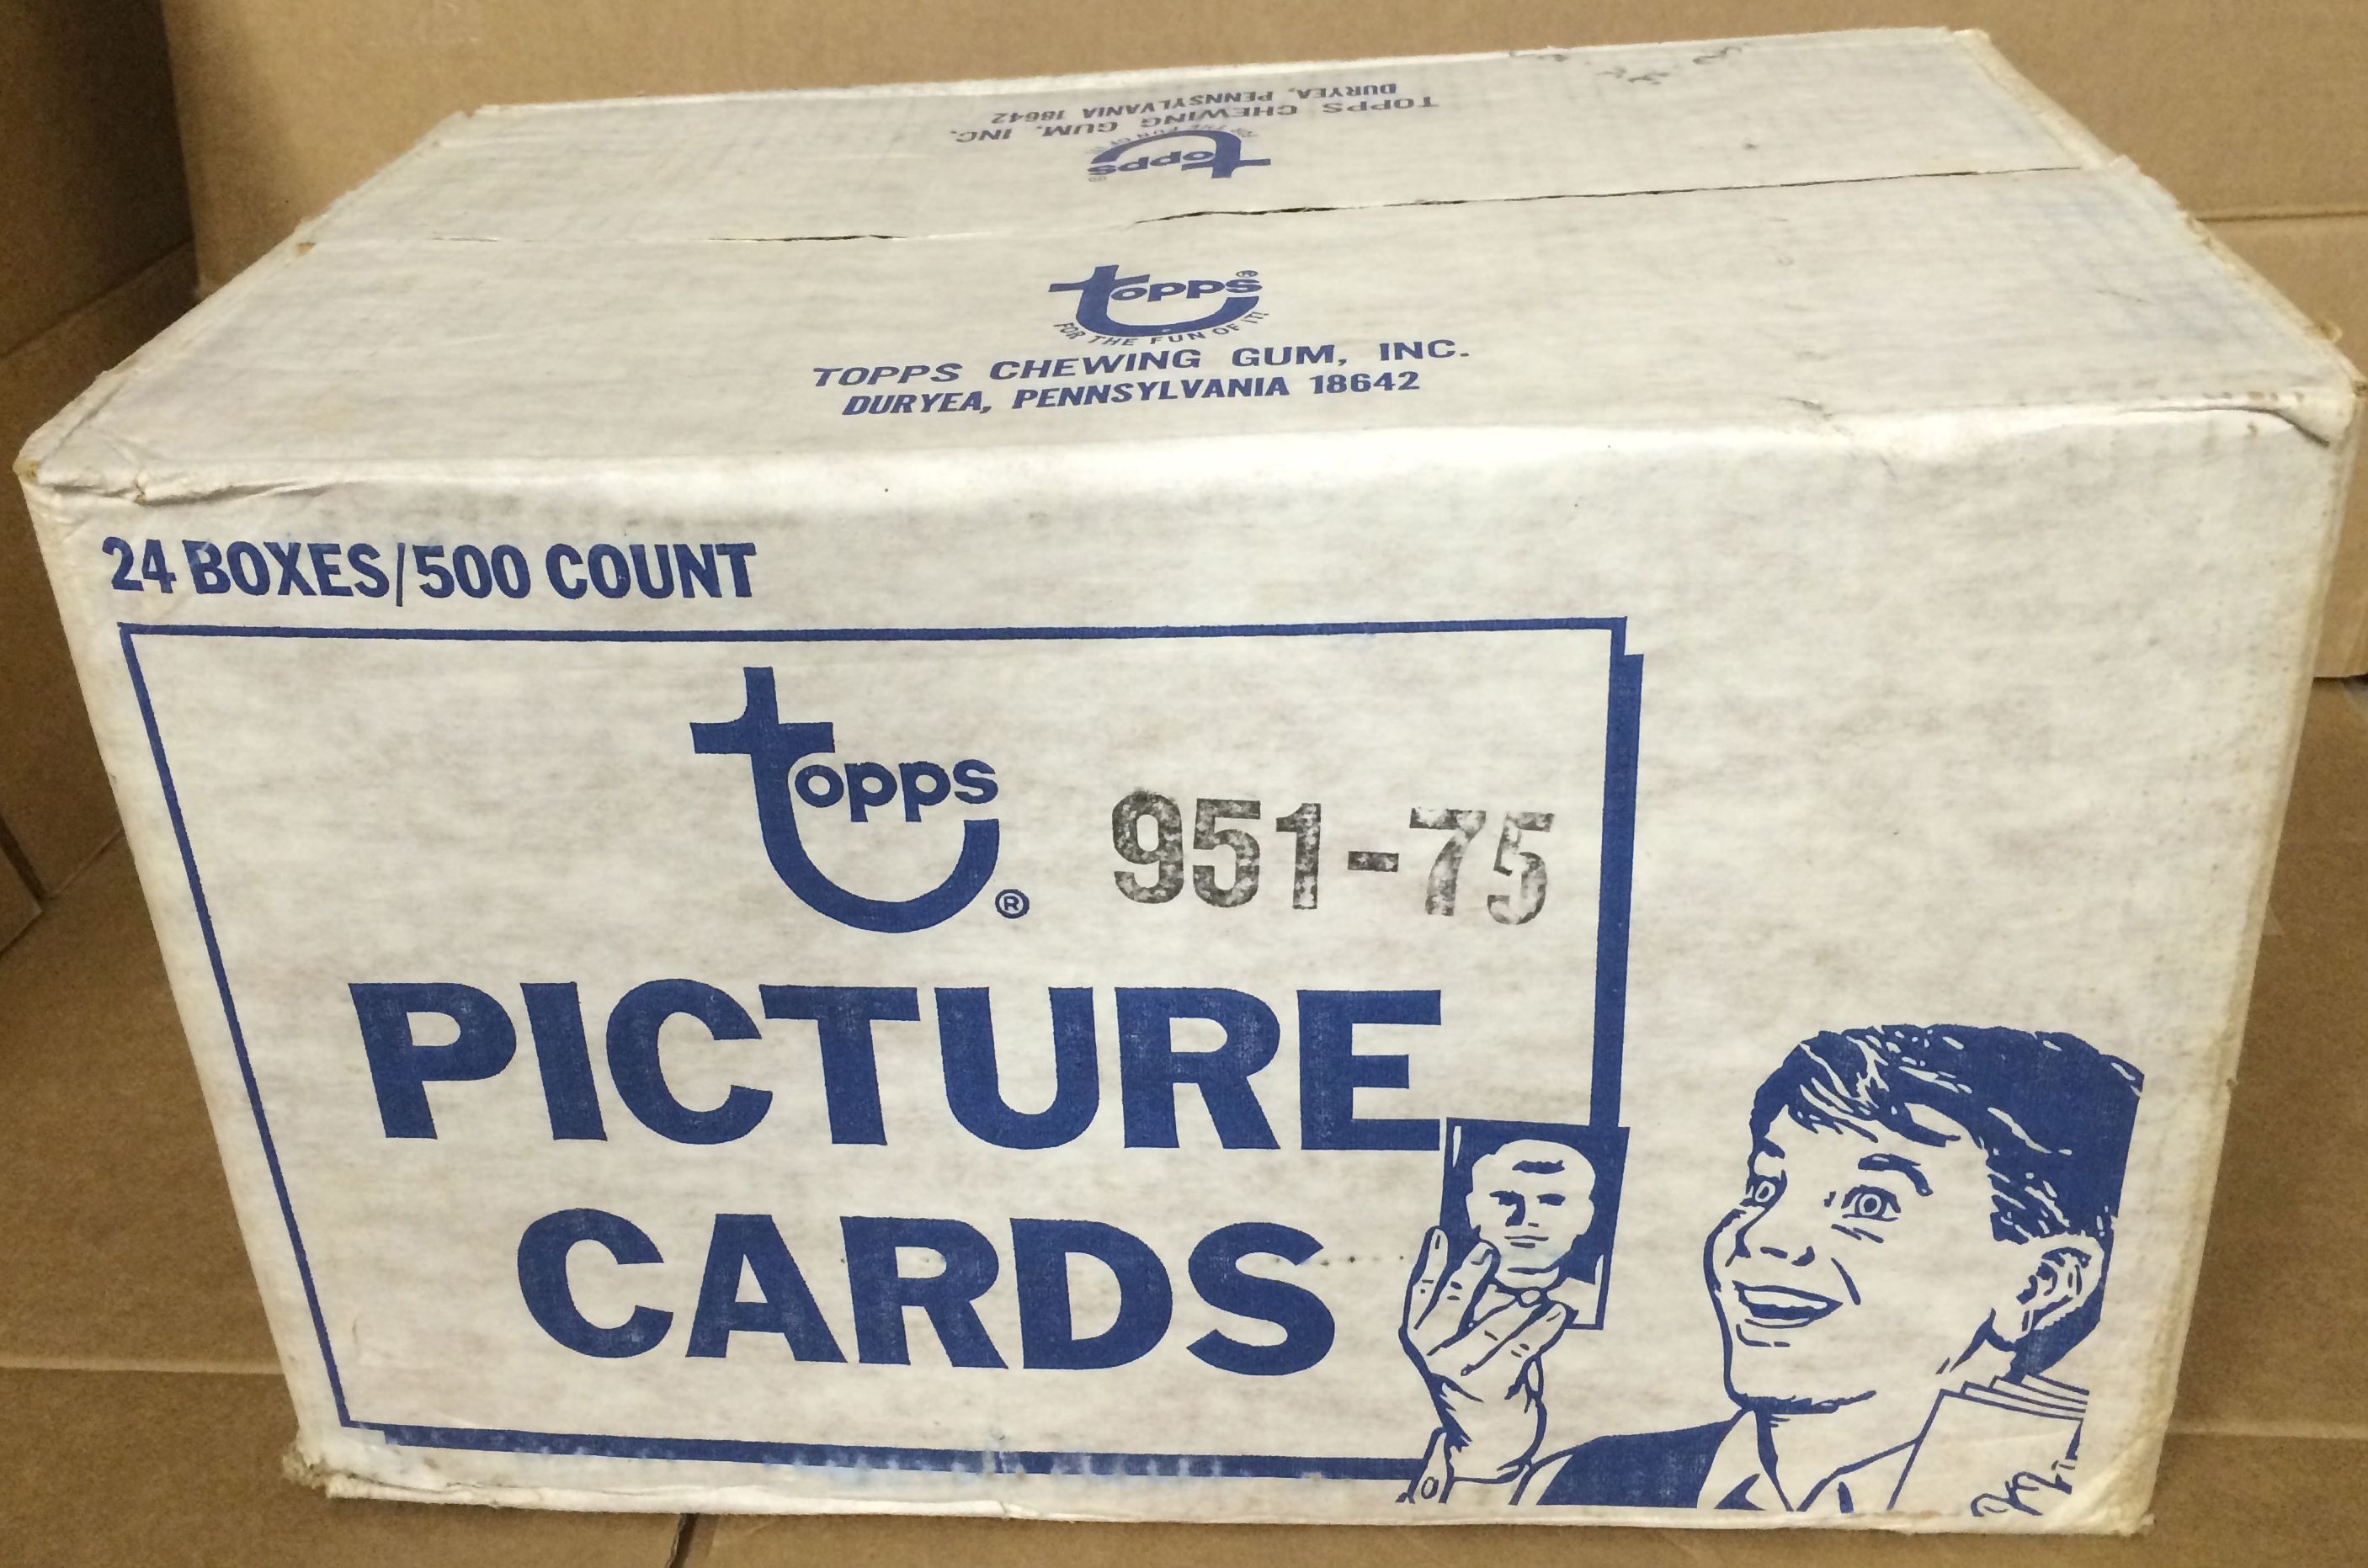 DURYEA, PENNSYLVANIA 18642
TOPPS CHEWING GUM, INC.
topps
topps®
FOR THE FUN OF IT!
TOPPS CHEWING GUM, INC.
DURYEA, PENNSYLVANIA 18642
24 BOXES/500 COUNT
topps®
951-75
PICTURE
CARDS